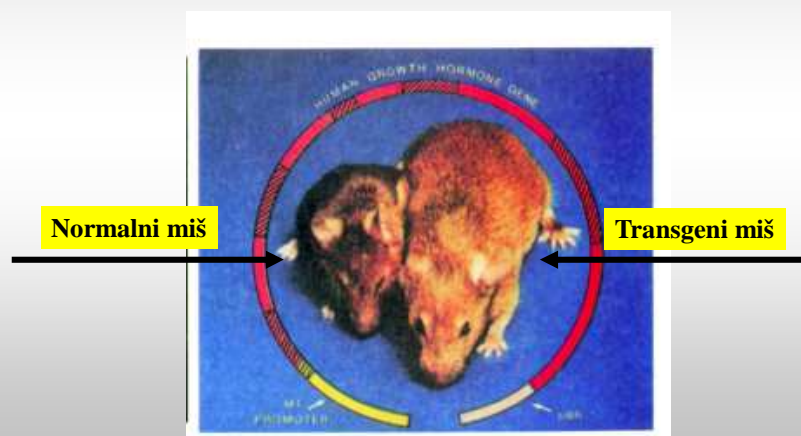 HUMAN GROWTH HORMONE GENE
Normalni miš
Transgeni miš
MT
PROMOTER